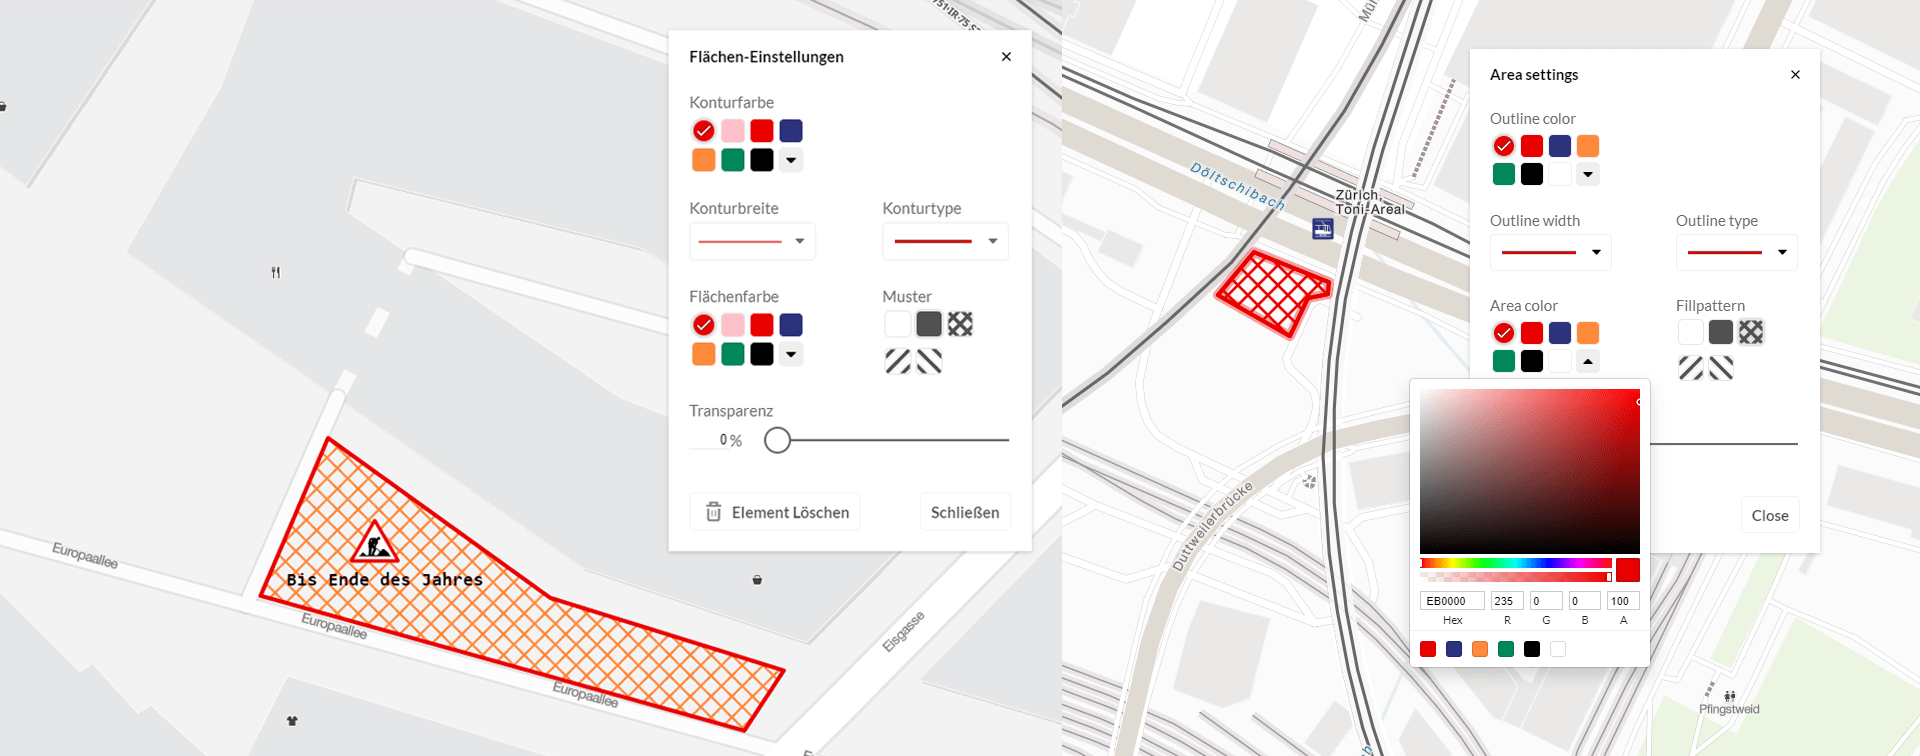 Flächen-Einstellungen
Konturfarbe
Konturbreite
Konturtype
Flächenfarbe
Muster
Transparenz
0 %
Element Löschen
Schließen
Europaallee
Bis Ende des Jahres
Europaallee
Europaallee
Eisgasse
Döltschibach
Zürich,
Toni-Areal
Duttweilerbrücke
Pfingstweid
Area settings
Outline color
Outline width
Outline type
Area color
Fillpattern
EB0000
235
0
0
100
Hex
R
G
B
A
Close